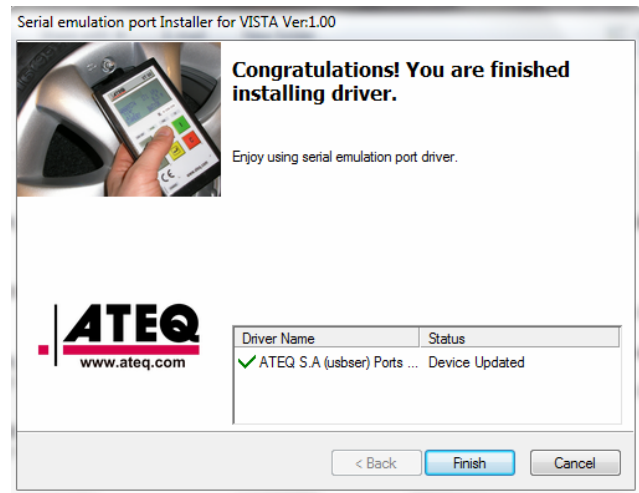 Serial emulation port Installer for VISTA Ver:1.00
Congratulations! You are finished
installing driver.
Enjoy using serial emulation port driver.
ATEQ
www.ateq.com
Driver Name Status
ATEQ S.A (usbser) Ports ... Device Updated
< Back Finish Cancel